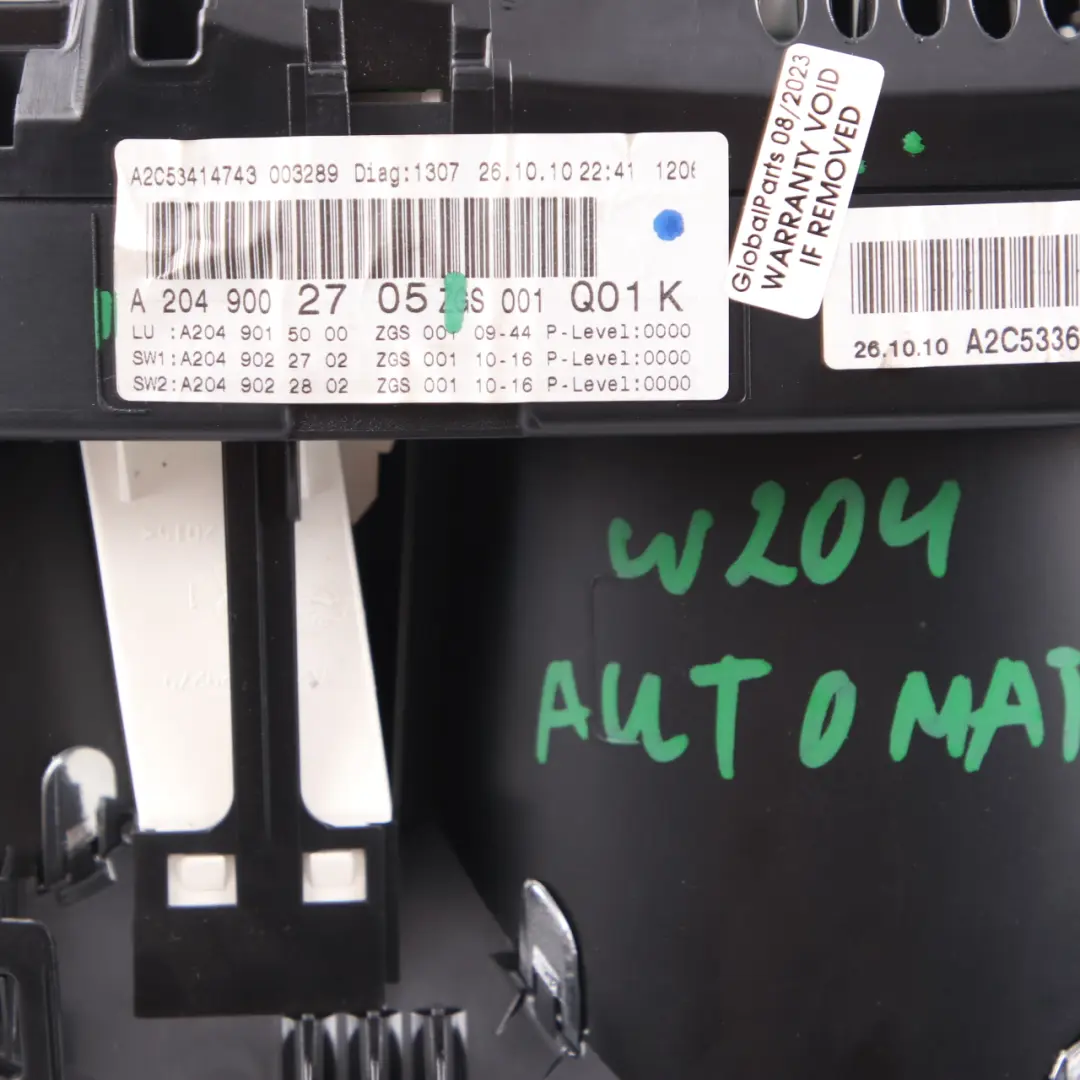 A2C53414743 003289 Diag:1307 26.10.10 22:41
A 204 900 27 05 ZGS 001 Q01 K
LU :A204 901 50 00 ZGS 001 09-44 P-Level:0000
SW1:A204 902 27 02 ZGS 001 10-16 P-Level:0000
SW2:A204 902 28 02 ZGS 001 10-16 P-Level:0000
GlobalParts 08/2023
WARRANTY VOID
IF REMOVED
26.10.10 A2C5336
W204
AUTOMAT